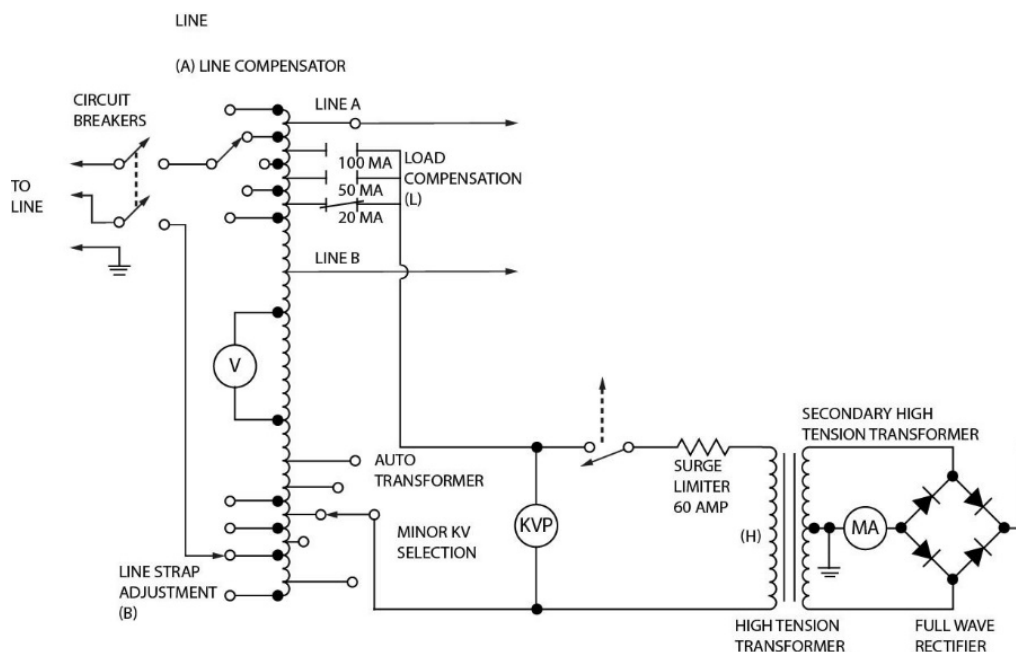 LINE
(A) LINE COMPENSATOR
CIRCUIT
BREAKERS
LINE A
100 MA
LOAD
COMPENSATION
(L)
50 MA
20 MA
TO
LINE
LINE B
V
AUTO
TRANSFORMER
MINOR KV
SELECTION
LINE STRAP
ADJUSTMENT
(B)
KVP
SURGE
LIMITER
60 AMP
(H)
SECONDARY HIGH
TENSION TRANSFORMER
MA
HIGH TENSION
TRANSFORMER
FULL WAVE
RECTIFIER